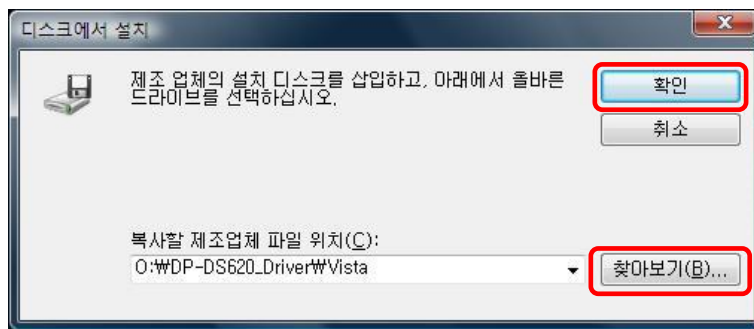 디스크에서 설치
제조 업체의 설치 디스크를 삽입하고, 아래에서 올바른
드라이브를 선택하십시오.
확인
취소
복사할 제조업체 파일 위치(C):
O:₩DP-DS620_Driver₩Vista
찾아보기(B)...